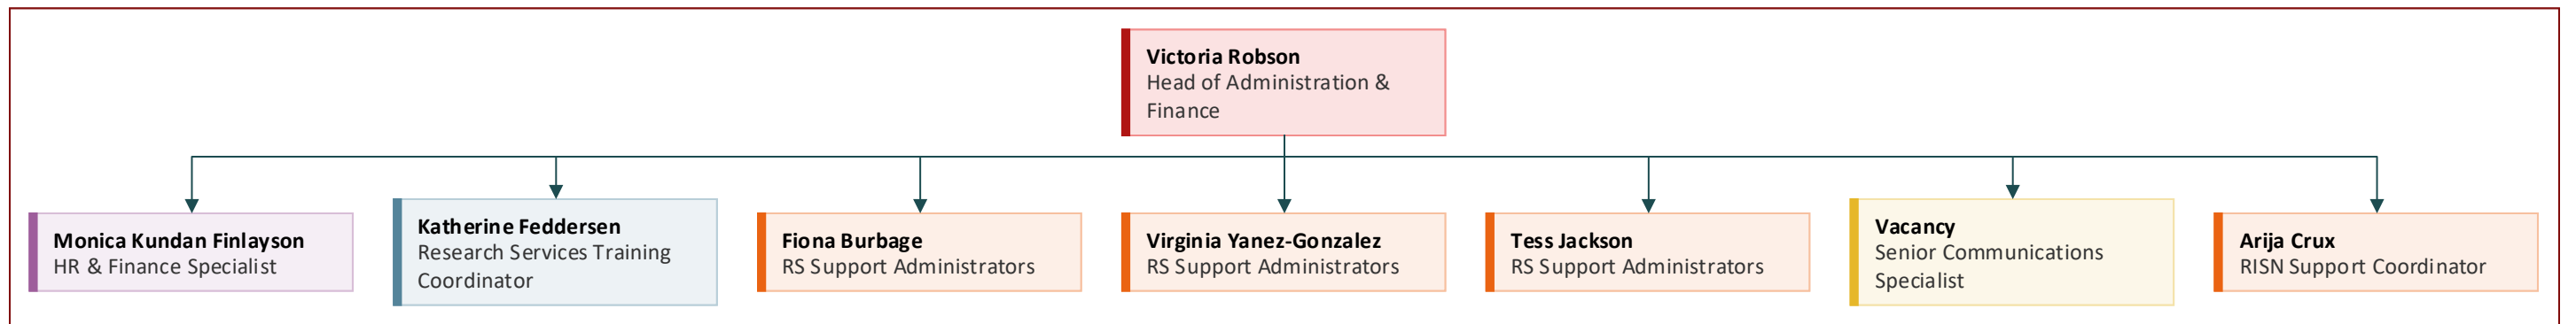 Victoria Robson
Head of Administration &
Finance
Monica Kundan Finlayson
HR & Finance Specialist
Katherine Feddersen
Research Services Training
Coordinator
Fiona Burbage
RS Support Administrators
Virginia Yanez-Gonzalez
RS Support Administrators
Tess Jackson
RS Support Administrators
Vacancy
Senior Communications
Specialist
Arija Crux
RISN Support Coordinator